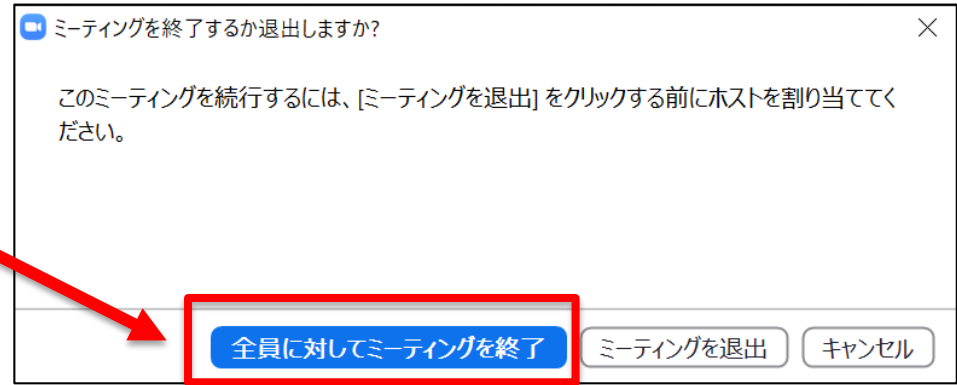 ミーティングを終了するか退出しますか?
このミーティングを続行するには、[ミーティングを退出] をクリックする前にホストを割り当ててく
ださい。
全員に対してミーティングを終了 ミーティングを退出 キャンセル